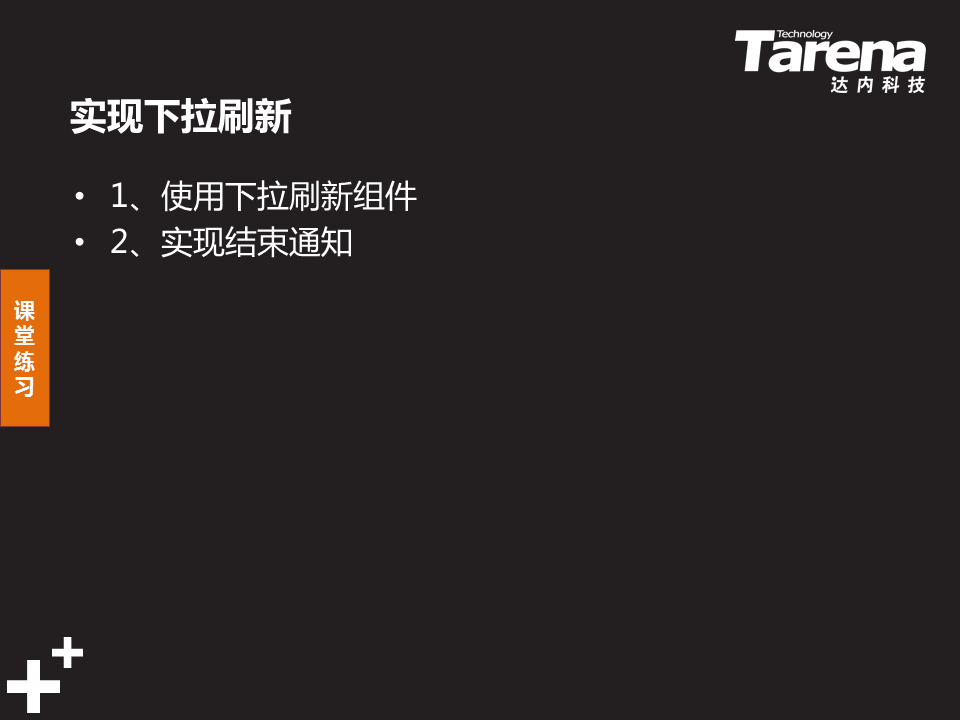 Technology
Tarena
达内科技
实现下拉刷新
• 1、使用下拉刷新组件
• 2、实现结束通知
课
堂
练
习